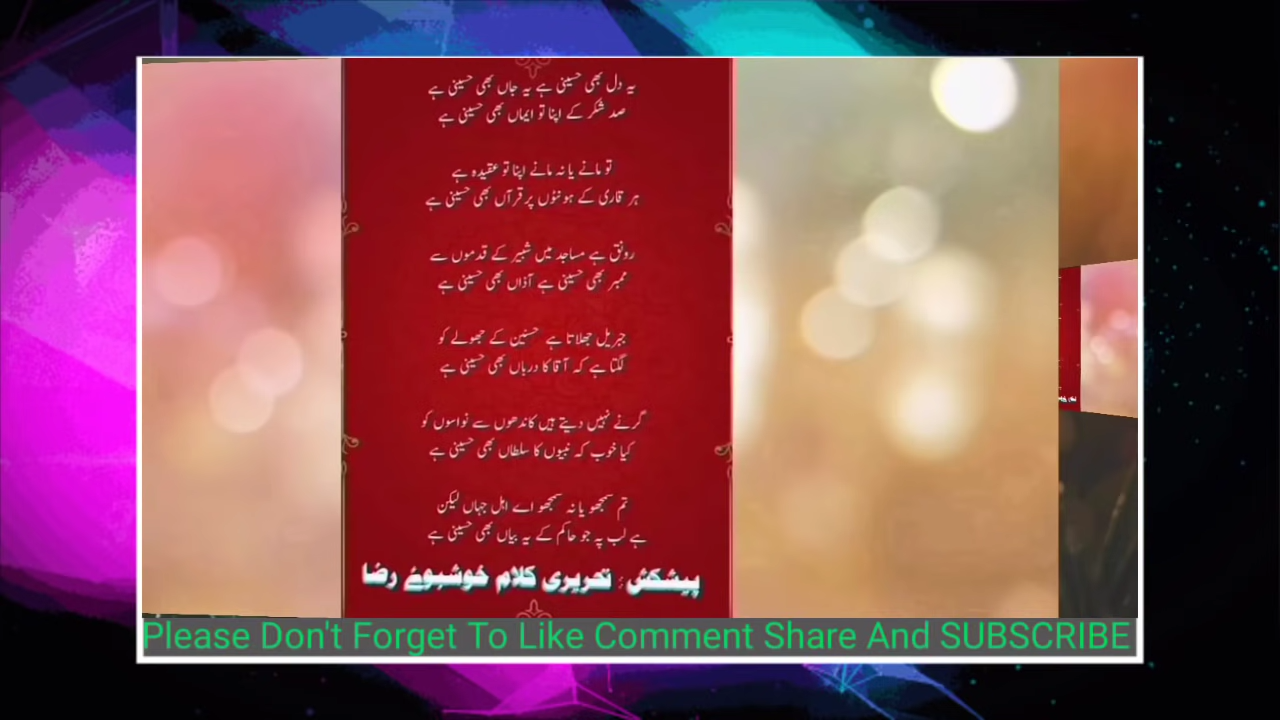 یہ دل بھی حسینی ہے یہ جاں بھی حسینی ہے
صد شکر کے اپنا تو ایماں بھی حسینی ہے
تو مانے یا نہ مانے اپنا تو عقیدہ ہے
ہر قاری کے ہونٹوں پر قرآں بھی حسینی ہے
رونق ہے مساجد میں شبیر کے قدموں سے
ممبر بھی حسینی ہے آذاں بھی حسینی ہے
جبریل جھلاتا ہے حسنین کے جھولے کو
لگتا ہے کہ آقا کا درباں بھی حسینی ہے
گرنے نہیں دیتے ہیں کاندھوں سے نواسوں کو
کیا خوب کہ نبیوں کا سلطاں بھی حسینی ہے
تم سمجھو یا نہ سمجھو اے اہل جہاں لیکن
ہے لب پہ جو حاکم کے یہ بیاں بھی حسینی ہے
پیشکش : تحریری کلام خوشبوئے رضا
Please Don't Forget To Like Comment Share And SUBSCRIBE